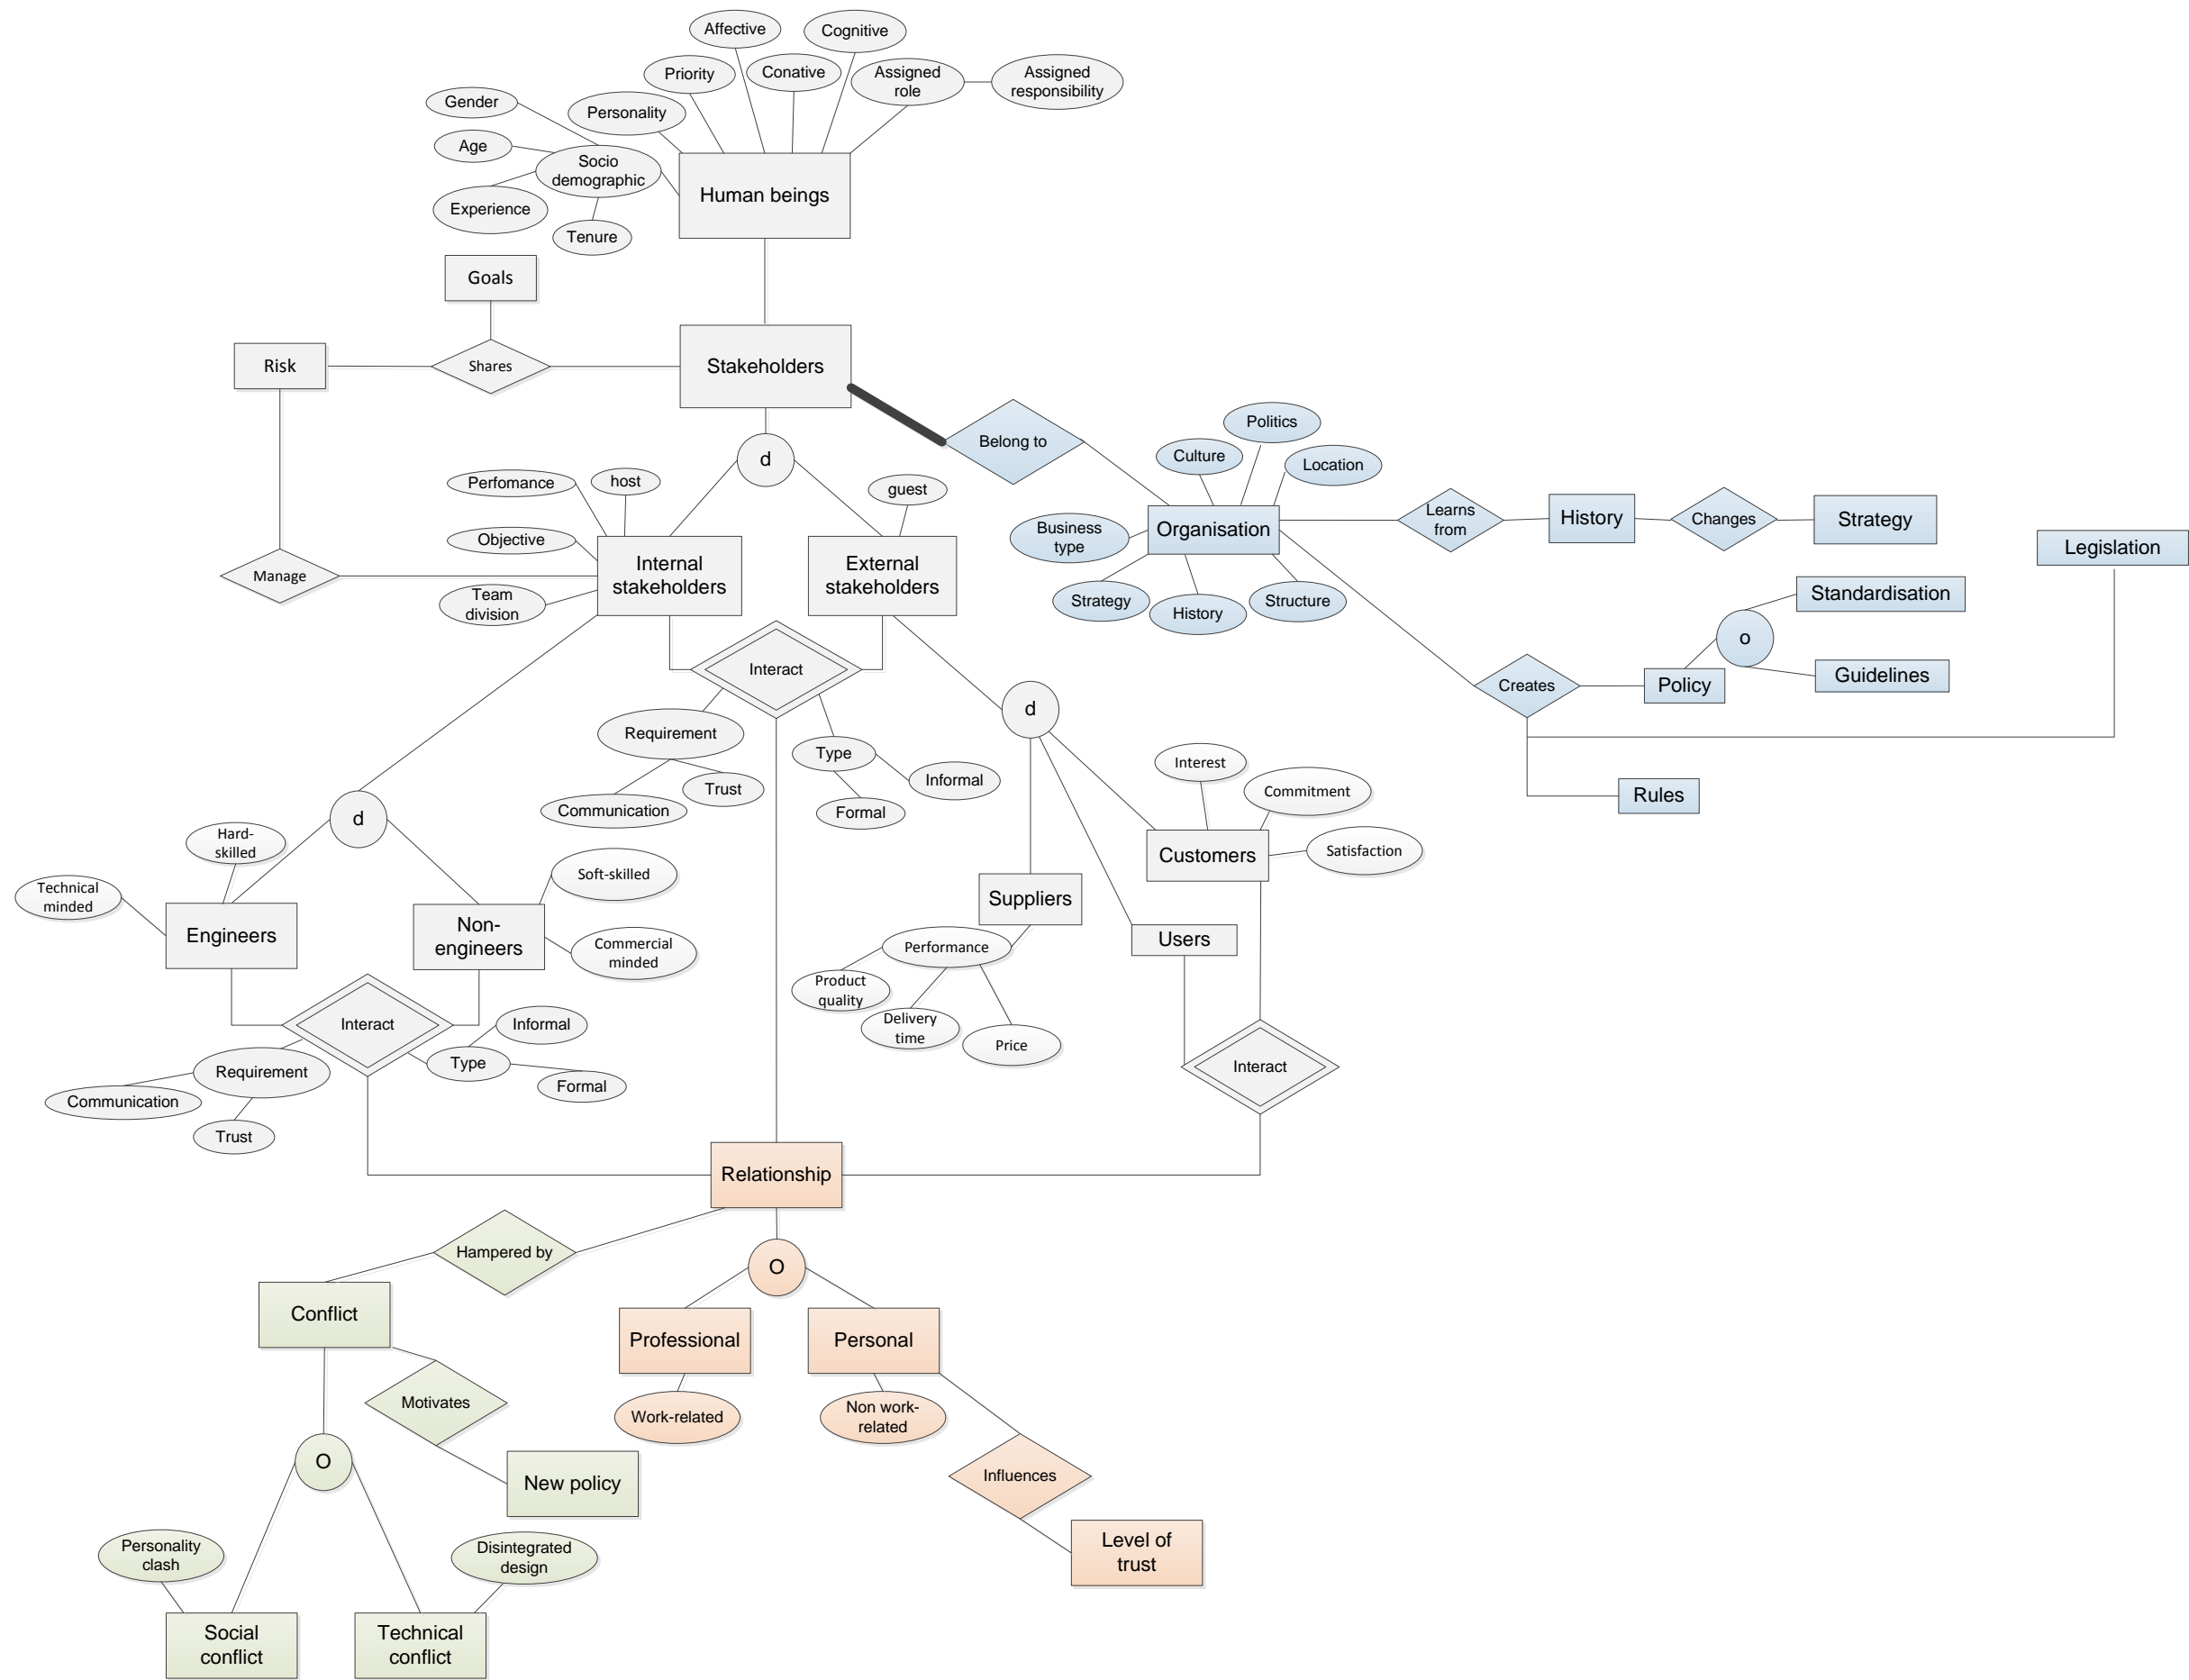 Affective
Cognitive
Priority
Conative
Assigned
role
Assigned
responsibility
Gender
Personality
Age
Socio
demographic
Experience
Tenure
Human beings
Goals
Risk
Shares
Stakeholders
Belong to
Politics
Culture
Location
d
Perfomance
host
guest
Objective
Business
type
Organisation
Learns
from
History
Changes
Strategy
Legislation
Manage
Internal
stakeholders
External
stakeholders
Team
division
Strategy
History
Structure
Standardisation
o
Guidelines
Interact
Creates
Policy
d
Requirement
Type
Informal
Trust
Communication
Formal
Interest
Commitment
Rules
d
Hard-
skilled
Customers
Satisfaction
Soft-skilled
Technical
minded
Suppliers
Engineers
Non-
engineers
Commercial
minded
Performance
Users
Product
quality
Delivery
time
Price
Interact
Informal
Type
Formal
Requirement
Communication
Trust
Interact
Relationship
Hampered by
O
Conflict
Professional
Personal
Motivates
Work-related
Non work-
related
O
New policy
Influences
Personality
clash
Disintegrated
design
Level of
trust
Social
conflict
Technical
conflict